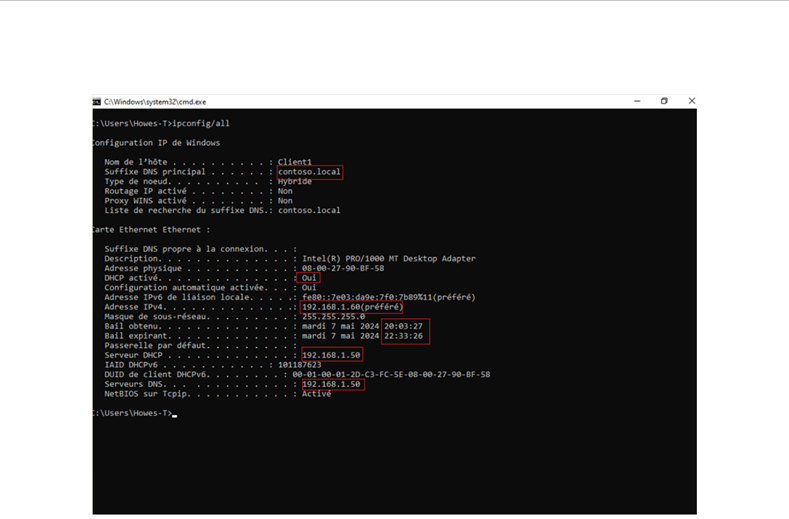 C:\Windows\system32\cmd.exe
C:\Users\Howes-T>ipconfig/all
Configuration IP de Windows
Nom de l'hôte . . . . . . . . . . : Client1
Suffixe DNS principal . . . . . . : contoso.local
Type de noeud. . . . . . . . . . : Hybride
Routage IP activé . . . . . . . . : Non
Proxy WINS activé . . . . . . . . : Non
Liste de recherche du suffixe DNS.: contoso.local
Carte Ethernet Ethernet :
Suffixe DNS propre à la connexion. . . :
Description. . . . . . . . . . . . . . : Intel(R) PRO/1000 MT Desktop Adapter
Adresse physique . . . . . . . . . . . : 08-00-27-90-BF-58
DHCP activé. . . . . . . . . . . . . . : Oui
Configuration automatique activée. . . : Oui
Adresse IPv6 de liaison locale. . . . .: fe80::7e03:da9e:7f0:7b89%11(préféré)
Adresse IPv4. . . . . . . . . . . . . .: 192.168.1.60(préféré)
Masque de sous-réseau. . . . . . . . . : 255.255.255.0
Bail obtenu. . . . . . . . . . . . . . : mardi 7 mai 2024 20:03:27
Bail expirant. . . . . . . . . . . . . : mardi 7 mai 2024 22:33:26
Passerelle par défaut. . . . . . . . . :
Serveur DHCP . . . . . . . . . . . . . : 192.168.1.50
IAID DHCPv6 . . . . . . . . . . . : 101187623
DUID de client DHCPv6. . . . . . . . : 00-01-00-01-2D-C3-FC-5E-08-00-27-90-BF-58
Serveurs DNS. . . . . . . . . . . . . : 192.168.1.50
NetBIOS sur Tcpip. . . . . . . . . . . : Activé
C:\Users\Howes-T>